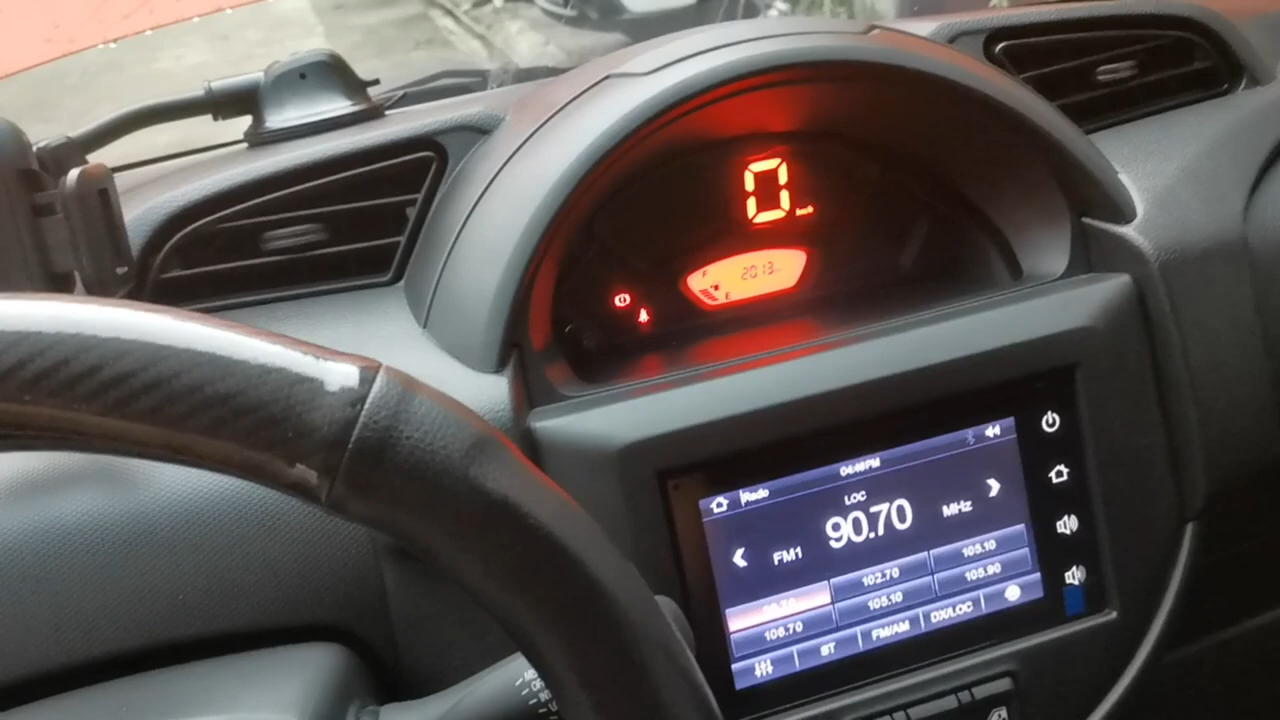 0 km/h
F 2013
E
04:48PM
Radio
LOC
90.70
FM1 MHz
102.70 105.10
106.70 105.10 105.90
ST FM/AM DX/LOC